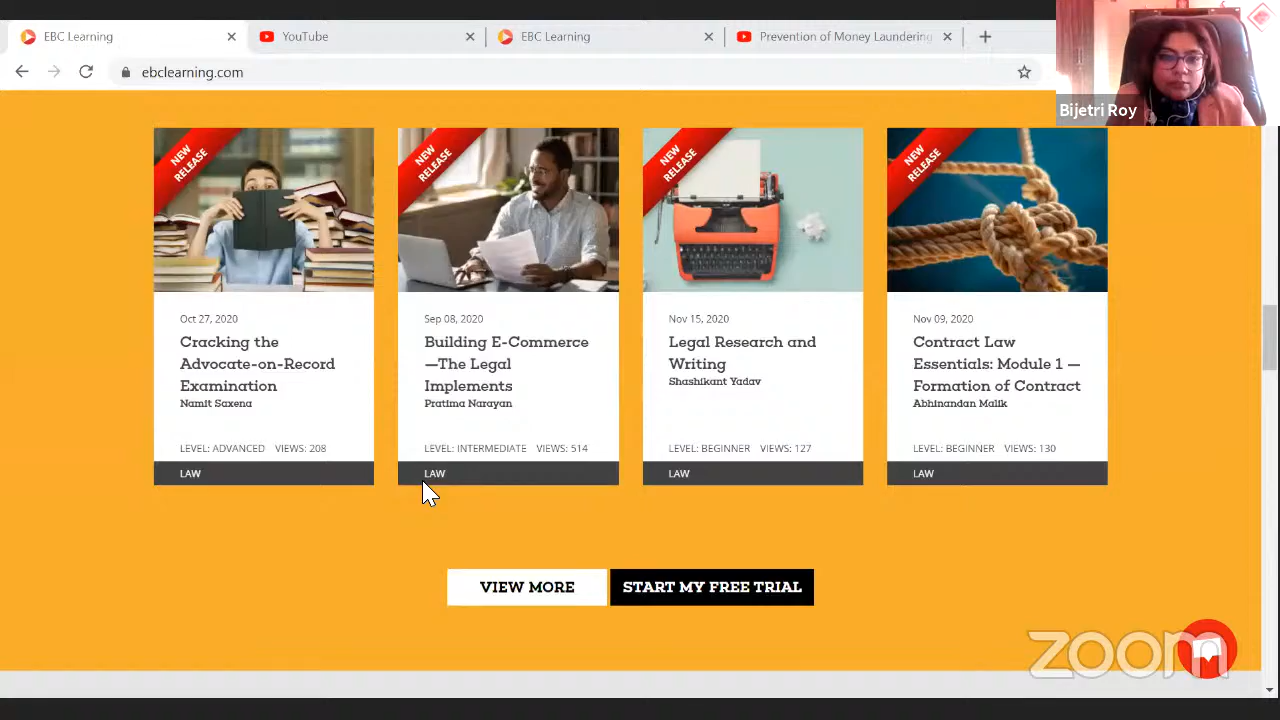 EBC Learning
YouTube
EBC Learning
Prevention of Money Laundering
ebclearning.com
Bijetri Roy
NEW RELEASE
NEW RELEASE
NEW RELEASE
NEW RELEASE
Oct 27, 2020
Cracking the
Advocate-on-Record
Examination
Namit Saxena
LEVEL: ADVANCED VIEWS: 208
LAW
Sep 08, 2020
Building E-Commerce
—The Legal
Implements
Pratima Narayan
LEVEL: INTERMEDIATE VIEWS: 514
LAW
Nov 15, 2020
Legal Research and
Writing
Shashikant Yadav
LEVEL: BEGINNER VIEWS: 127
LAW
Nov 09, 2020
Contract Law
Essentials: Module 1 —
Formation of Contract
Abhinandan Malik
LEVEL: BEGINNER VIEWS: 130
LAW
VIEW MORE
START MY FREE TRIAL
zoom